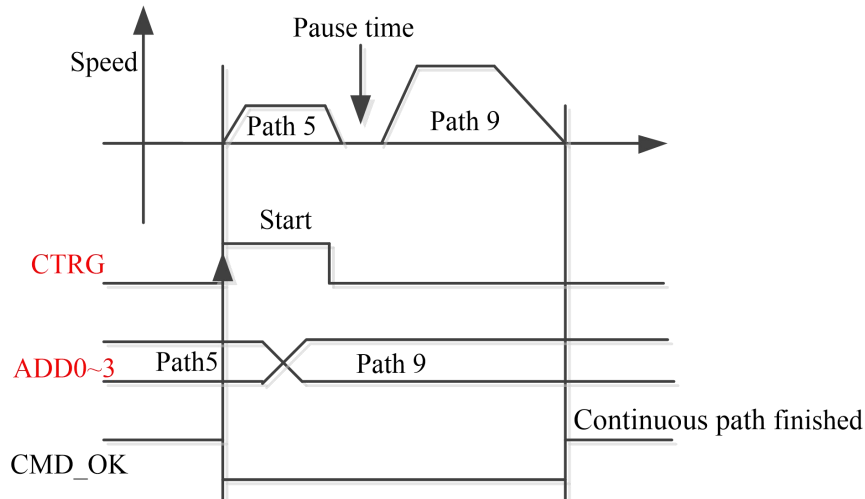 Pause time
Speed
Path 5
Path 9
Start
CTRG
Path5
Path 9
ADD0~3
Continuous path finished
CMD_OK